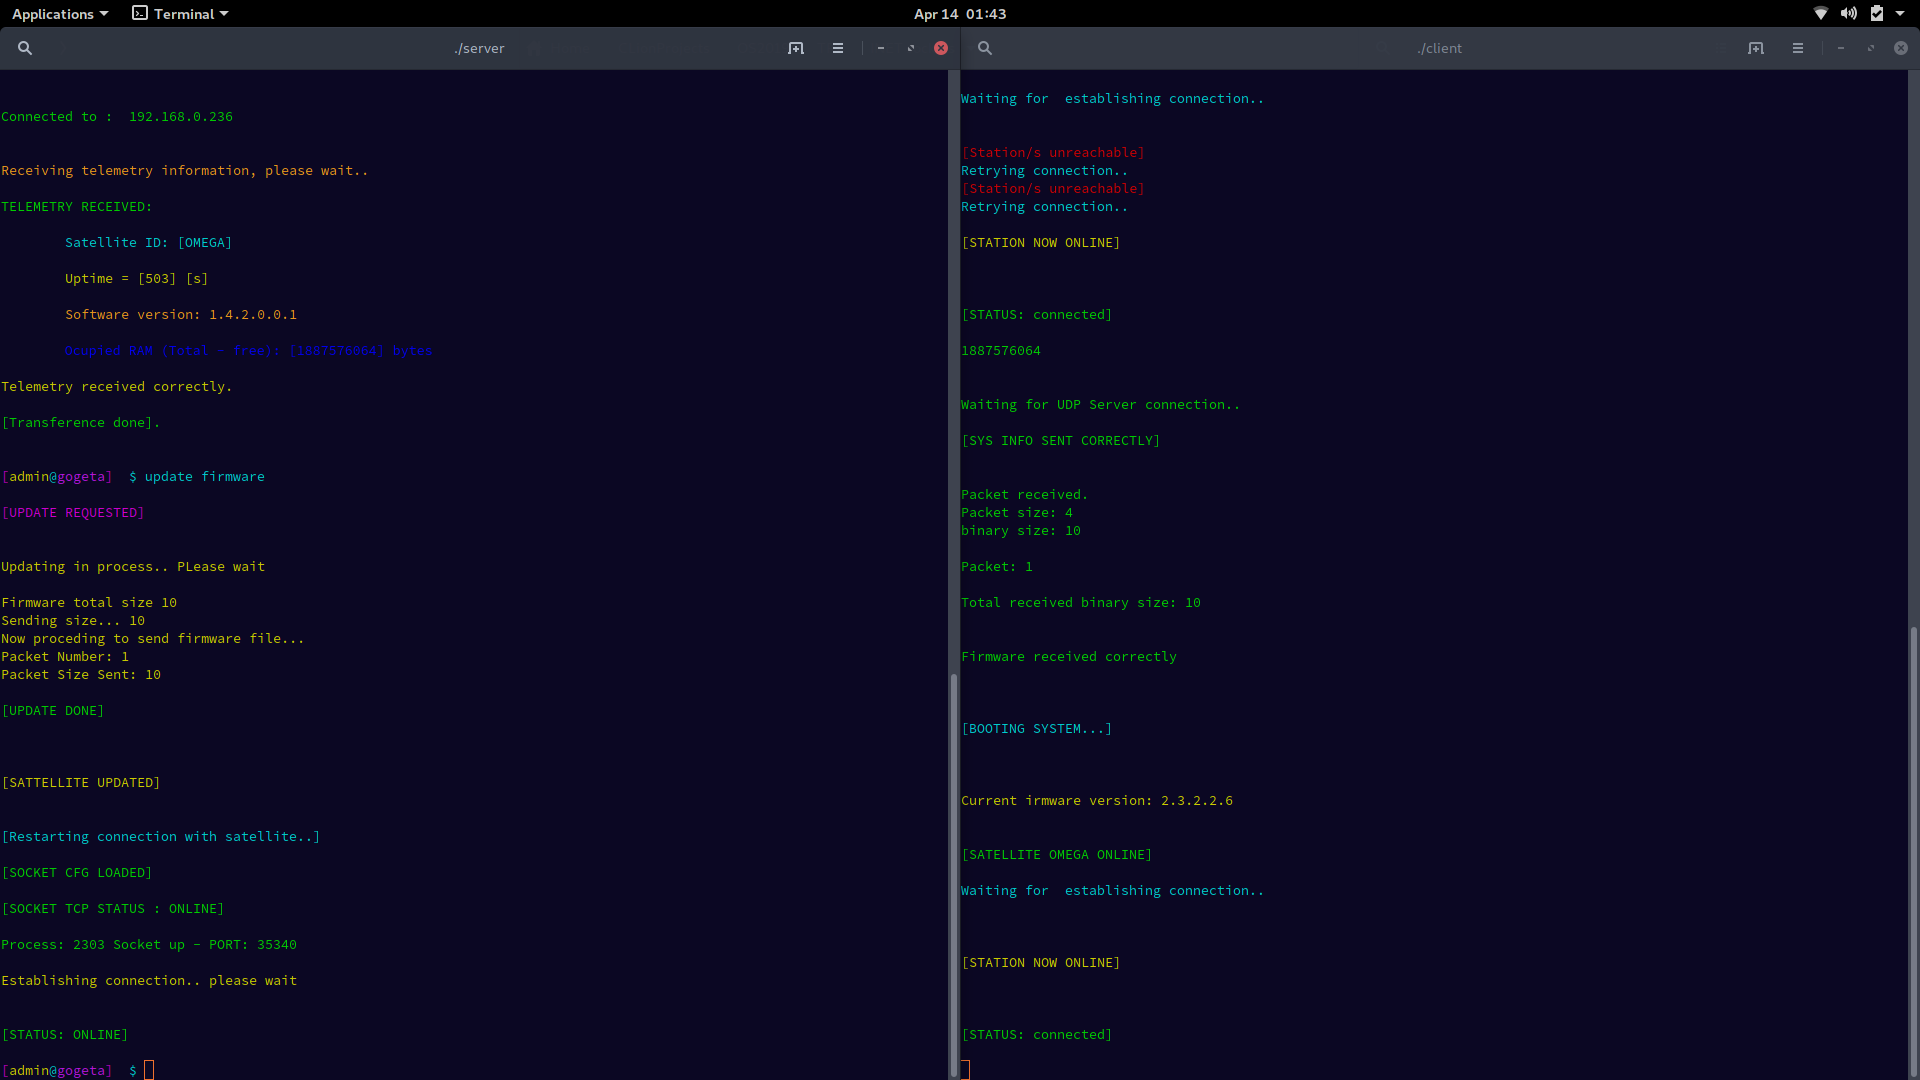 Applications
Terminal
Apr 14  01:43
./server
Connected to :  192.168.0.236
Receiving telemetry information, please wait..
TELEMETRY RECEIVED:
Satellite ID: [OMEGA]
Uptime = [503] [s]
Software version: 1.4.2.0.0.1
Ocupied RAM (Total - free): [1887576064] bytes
Telemetry received correctly.
[Transference done].
[admin@gogeta]  $ update firmware
[UPDATE REQUESTED]
Updating in process.. PLease wait
Firmware total size 10
Sending size... 10
Now proceding to send firmware file...
Packet Number: 1
Packet Size Sent: 10
[UPDATE DONE]
[SATTELLITE UPDATED]
[Restarting connection with satellite..]
[SOCKET CFG LOADED]
[SOCKET TCP STATUS : ONLINE]
Process: 2303 Socket up - PORT: 35340
Establishing connection.. please wait
[STATUS: ONLINE]
[admin@gogeta]  $
./client
Waiting for  establishing connection..
[Station/s unreachable]
Retrying connection..
[Station/s unreachable]
Retrying connection..
[STATION NOW ONLINE]
[STATUS: connected]
1887576064
Waiting for UDP Server connection..
[SYS INFO SENT CORRECTLY]
Packet received.
Packet size: 4
binary size: 10
Packet: 1
Total received binary size: 10
Firmware received correctly
[BOOTING SYSTEM...]
Current irmware version: 2.3.2.2.6
[SATELLITE OMEGA ONLINE]
Waiting for  establishing connection..
[STATION NOW ONLINE]
[STATUS: connected]